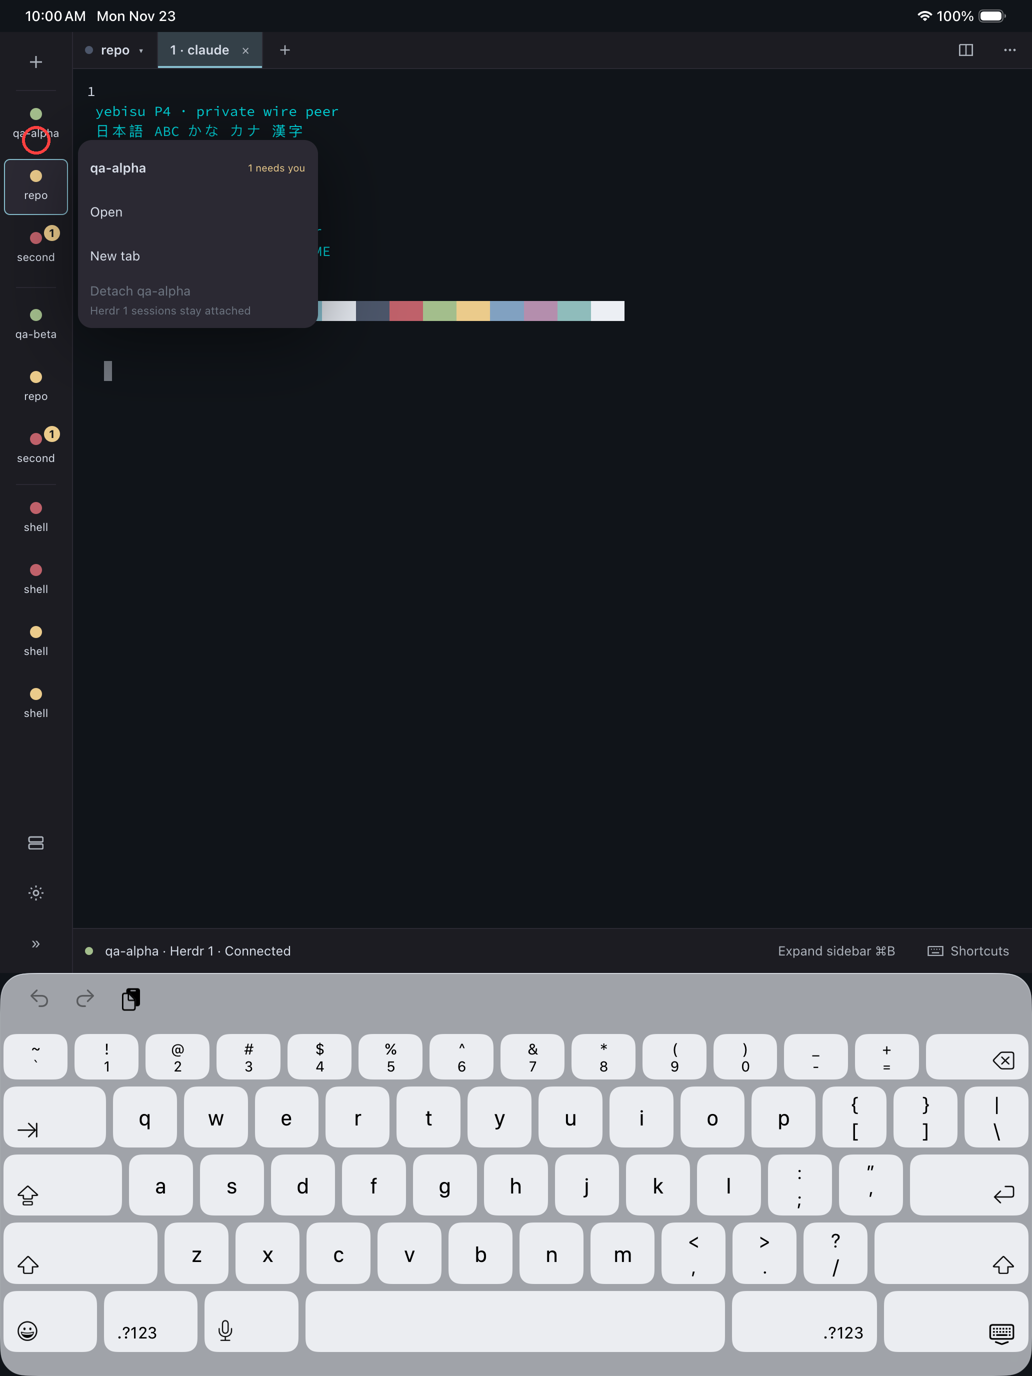 10:00 AM Mon Nov 23
100%
repo
1 · claude ×
qa-alpha
repo
1
second
qa-beta
repo
1
second
shell
shell
shell
shell
1
yebisu P4 · private wire peer
日本語 ABC かな カナ 漢字
qa-alpha
1 needs you
Open
New tab
ME
Detach qa-alpha
Herdr 1 sessions stay attached
qa-alpha · Herdr 1 · Connected
Expand sidebar ⌘B
Shortcuts
~ ! @ # $ % ^ & * ( ) _ +
` 1 2 3 4 5 6 7 8 9 0 - =
q w e r t y u i o p { } |
[ ] \
a s d f g h j k l : "
; '
z x c v b n m < > ?
, . /
.?123
.?123